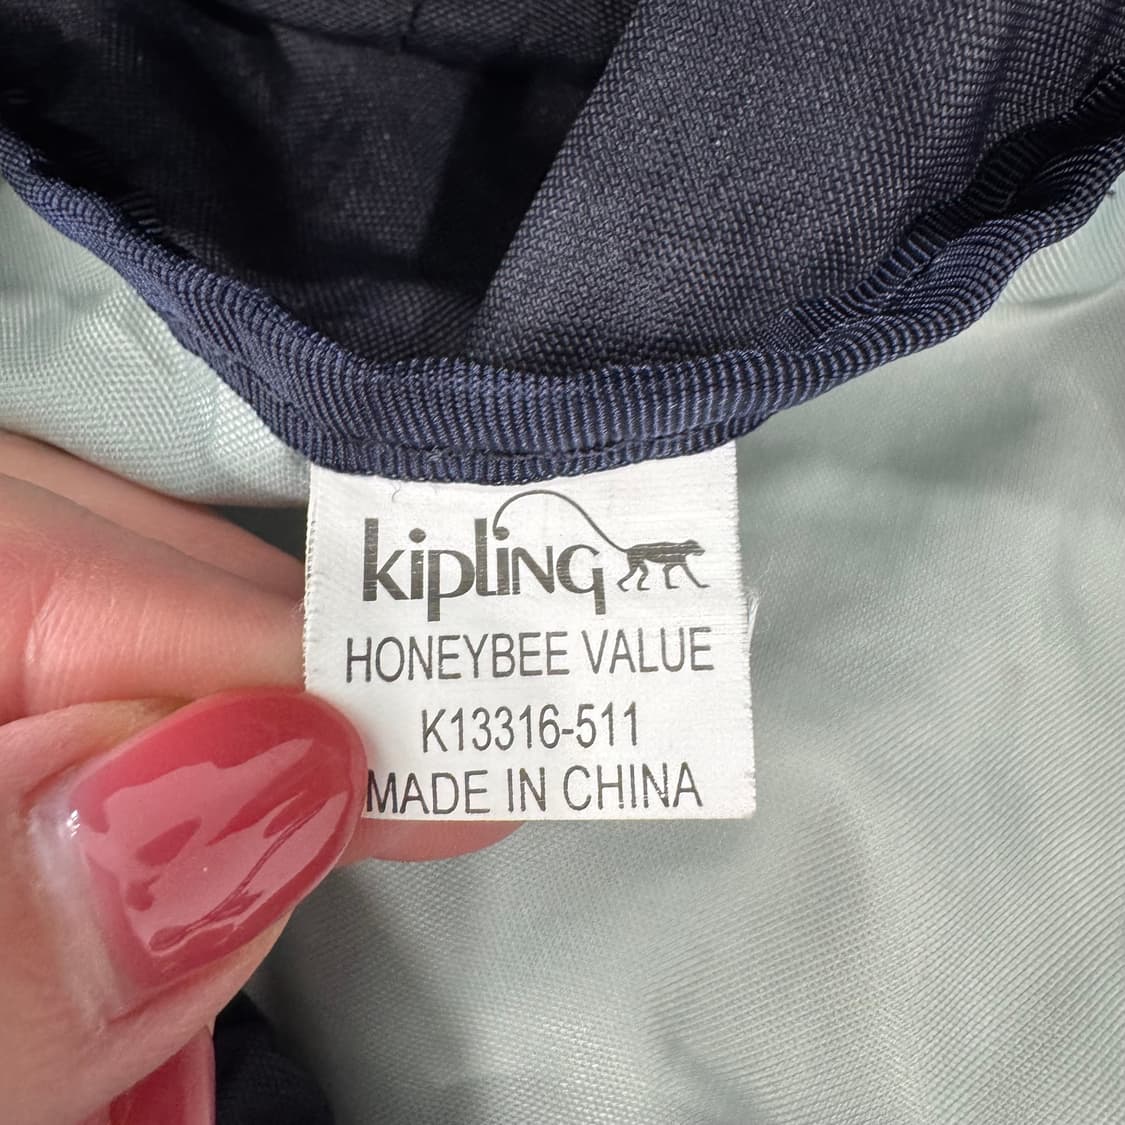 kipling
HONEYBEE VALUE
K13316-511
MADE IN CHINA